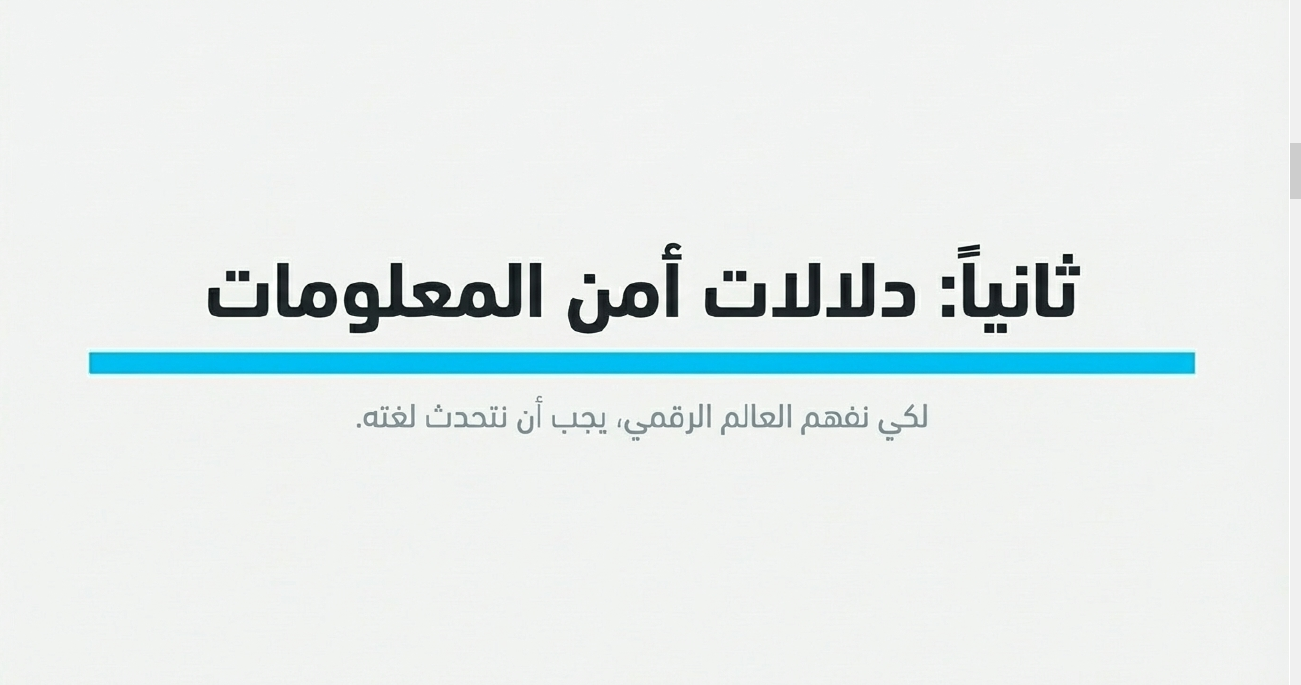 ثانياً: دلالات أمن المعلومات
لكي نفهم العالم الرقمي، يجب أن نتحدث لغته.